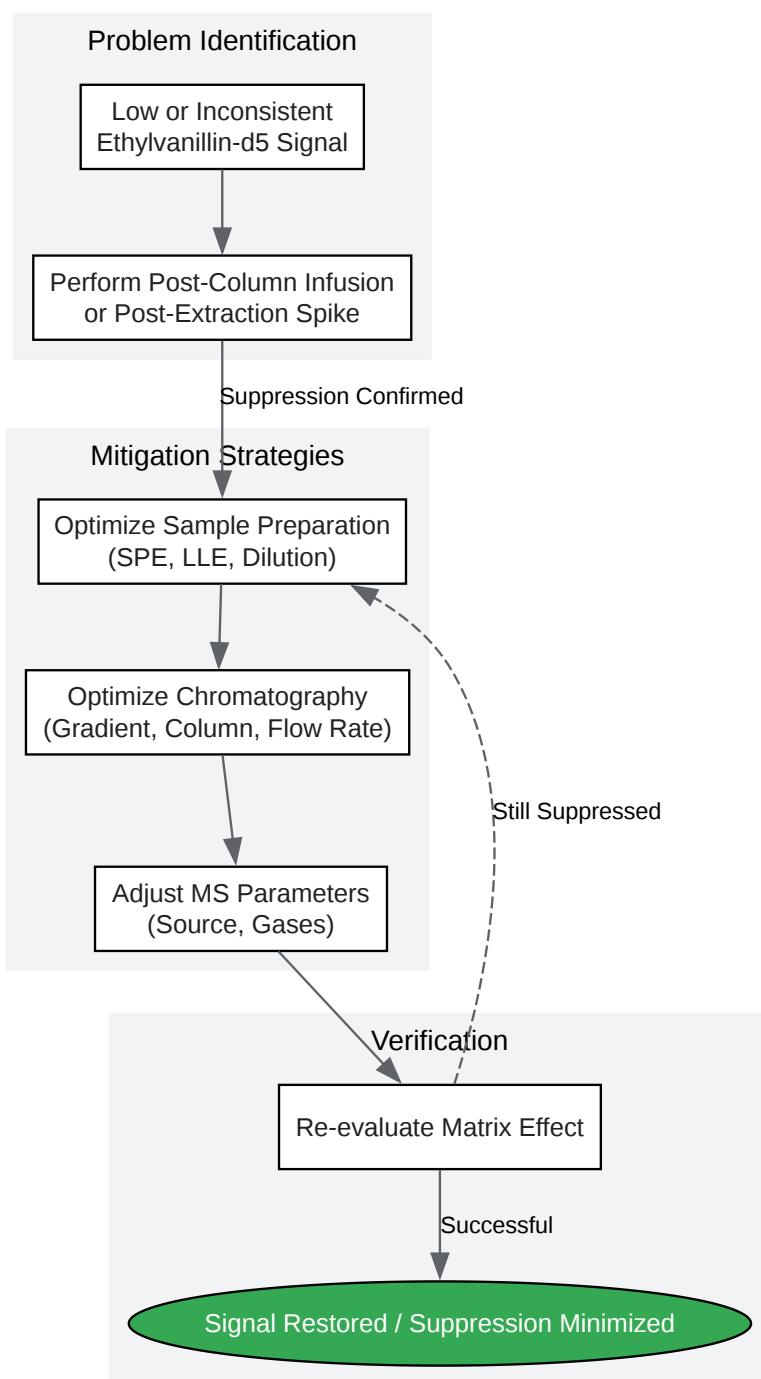 Problem Identification
Low or Inconsistent
Ethylvanillin-d5 Signal
Perform Post-Column Infusion
or Post-Extraction Spike
Suppression Confirmed
Mitigation Strategies
Optimize Sample Preparation
(SPE, LLE, Dilution)
Optimize Chromatography
(Gradient, Column, Flow Rate)
Still Suppressed
Adjust MS Parameters
(Source, Gases)
Verification
Re-evaluate Matrix Effect
Successful
Signal Restored / Suppression Minimized